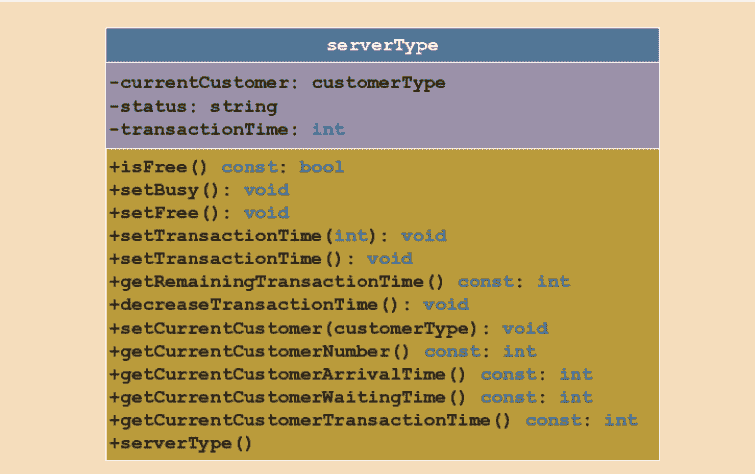 serverType
-currentCustomer: customerType
-status: string
-transactionTime: int
+isFree() const: bool
+setBusy(): void
+setFree(): void
+setTransactionTime(int): void
+setTransactionTime(): void
+getRemainingTransactionTime() const: int
+decreaseTransactionTime(): void
+setCurrentCustomer(customerType): void
+getCurrentCustomerNumber() const: int
+getCurrentCustomerArrivalTime() const: int
+getCurrentCustomerWaitingTime() const: int
+getCurrentCustomerTransactionTime() const: int
+serverType()